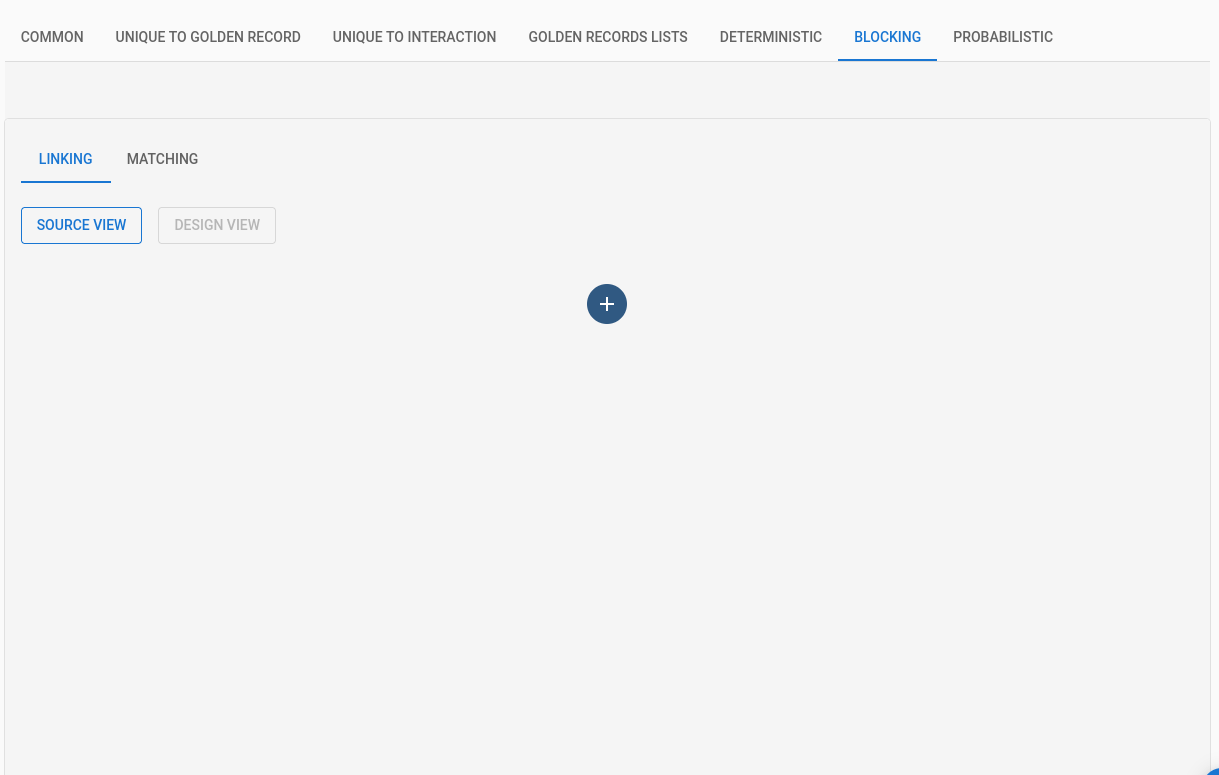 COMMON UNIQUE TO GOLDEN RECORD UNIQUE TO INTERACTION GOLDEN RECORDS LISTS DETERMINISTIC BLOCKING PROBABILISTIC
LINKING MATCHING
SOURCE VIEW DESIGN VIEW